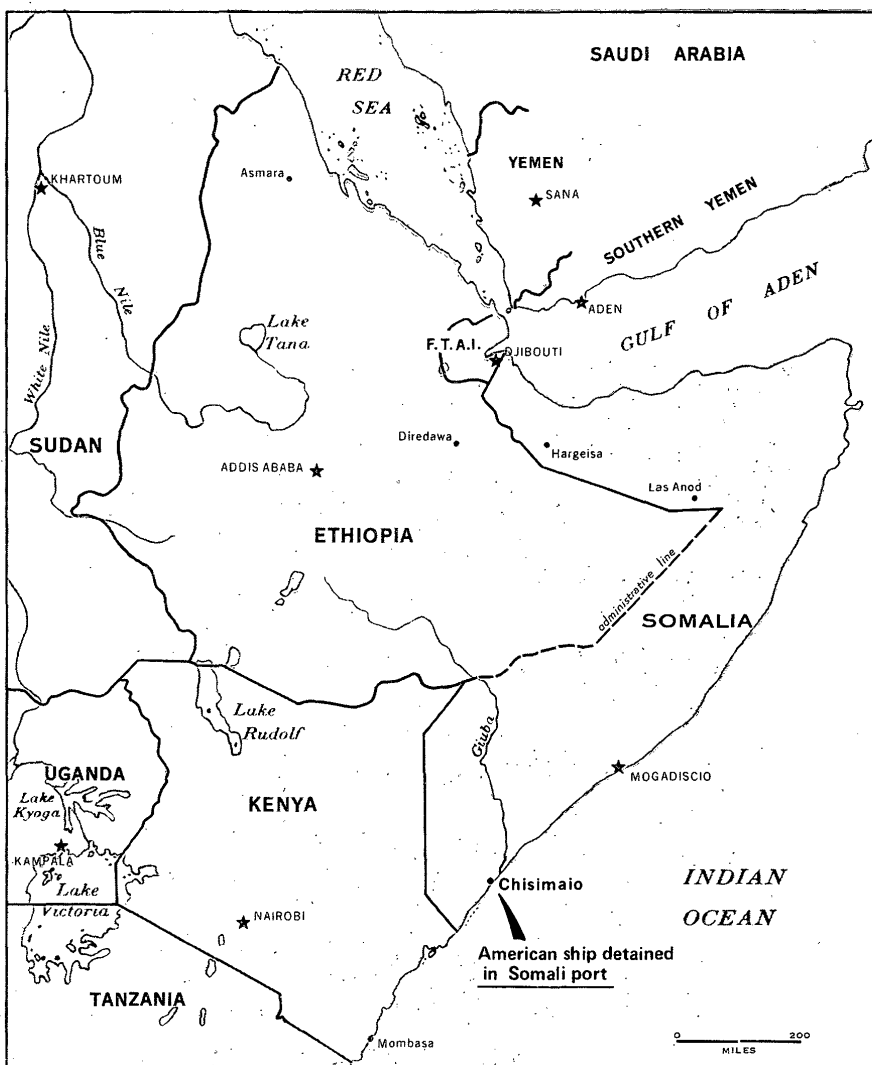 SAUDI ARABIA
RED
SEA
YEMEN
SANA
KHARTOUM
Asmara
Blue
Nile
SOUTHERN YEMEN
ADEN
GULF OF ADEN
White Nile
Lake
Tana
F.T.A.I.
DJIBOUTI
SUDAN
Diredawa
Hargeisa
ADDIS ABABA
Las Anod
ETHIOPIA
administrative line
SOMALIA
Lake
Rudolf
Giuba
UGANDA
Lake
Kyoga
KENYA
MOGADISCIO
KAMPALA
Lake
Victoria
Chisimaio
INDIAN
OCEAN
NAIROBI
American ship detained
in Somali port
TANZANIA
Mombasa
0 200
MILES